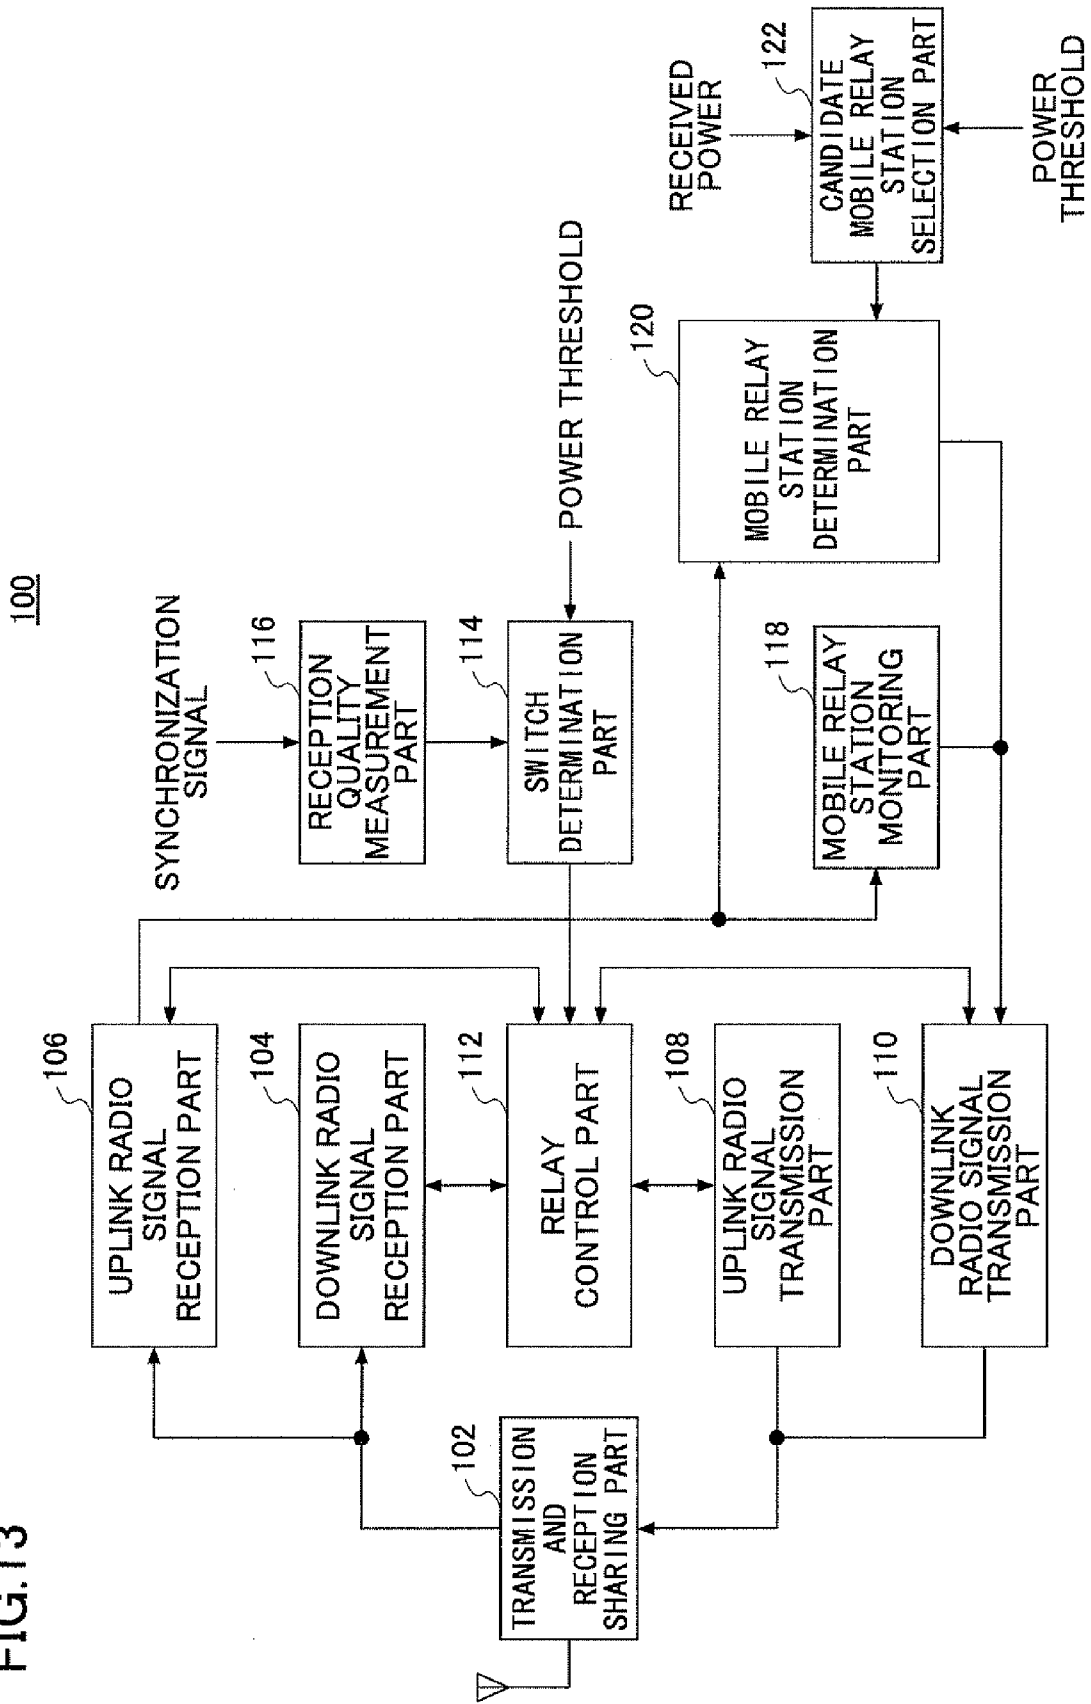 FIG.13
100
TRANSMISSION
AND
RECEPTION
SHARING PART
102
UPLINK RADIO
SIGNAL
RECEPTION PART
106
DOWNLINK RADIO
SIGNAL
RECEPTION PART
104
RELAY
CONTROL PART
112
UPLINK RADIO
SIGNAL
TRANSMISSION
PART
108
DOWNLINK
RADIO SIGNAL
TRANSMISSION
PART
110
SYNCHRONIZATION
SIGNAL
RECEPTION
QUALITY
MEASUREMENT
PART
116
SWITCH
DETERMINATION
PART
114
POWER THRESHOLD
MOBILE RELAY
STATION
MONITORING
PART
118
MOBILE RELAY
STATION
DETERMINATION
PART
120
RECEIVED
POWER
CANDIDATE
MOBILE RELAY
STATION
SELECTION PART
122
POWER
THRESHOLD